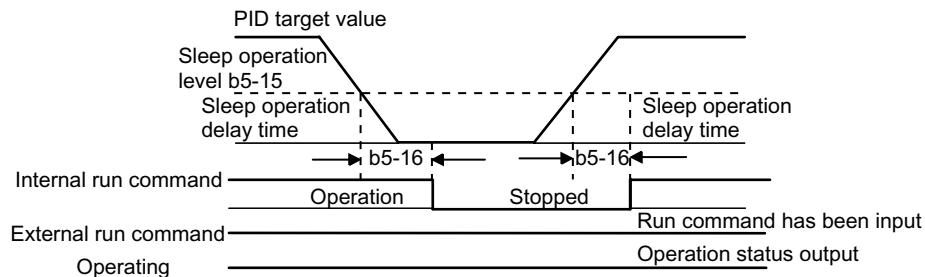 PID target value
Sleep operation
level b5-15
Sleep operation
delay time
Sleep operation
delay time
b5-16
b5-16
Internal run command
Operation
Stopped
Run command has been input
External run command
Operation status output
Operating